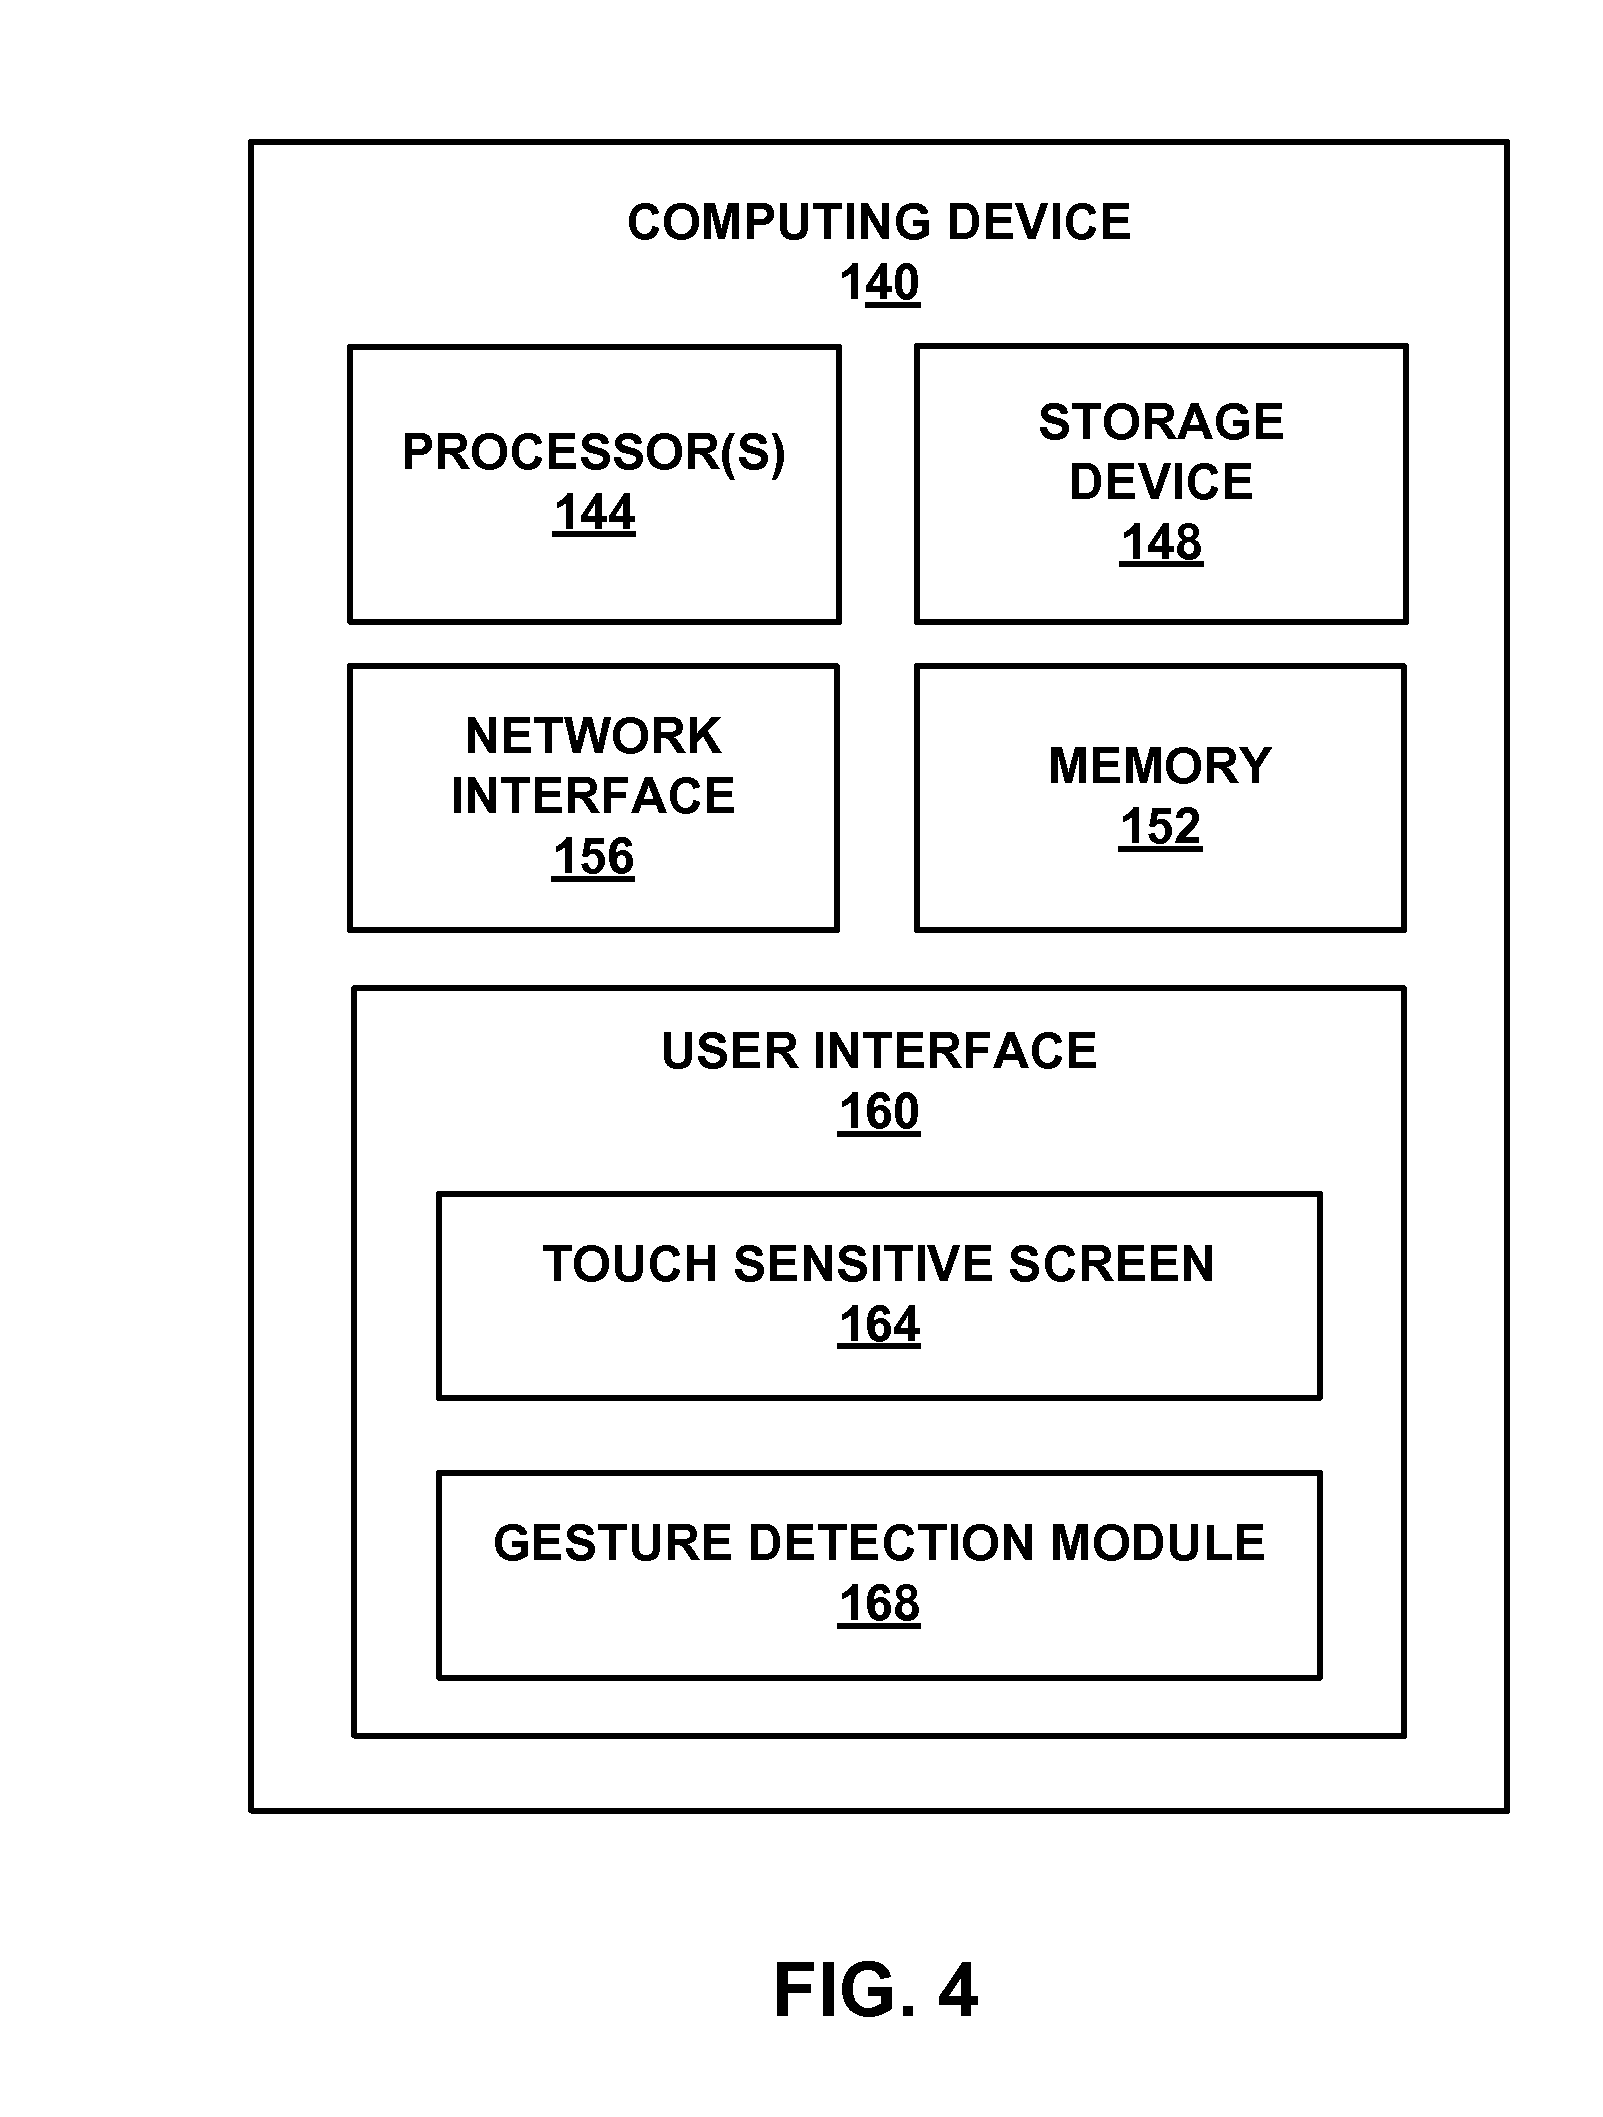 COMPUTING DEVICE
140
PROCESSOR(S)
144
STORAGE
DEVICE
148
NETWORK
INTERFACE
156
MEMORY
152
USER INTERFACE
160
TOUCH SENSITIVE SCREEN
164
GESTURE DETECTION MODULE
168
FIG. 4